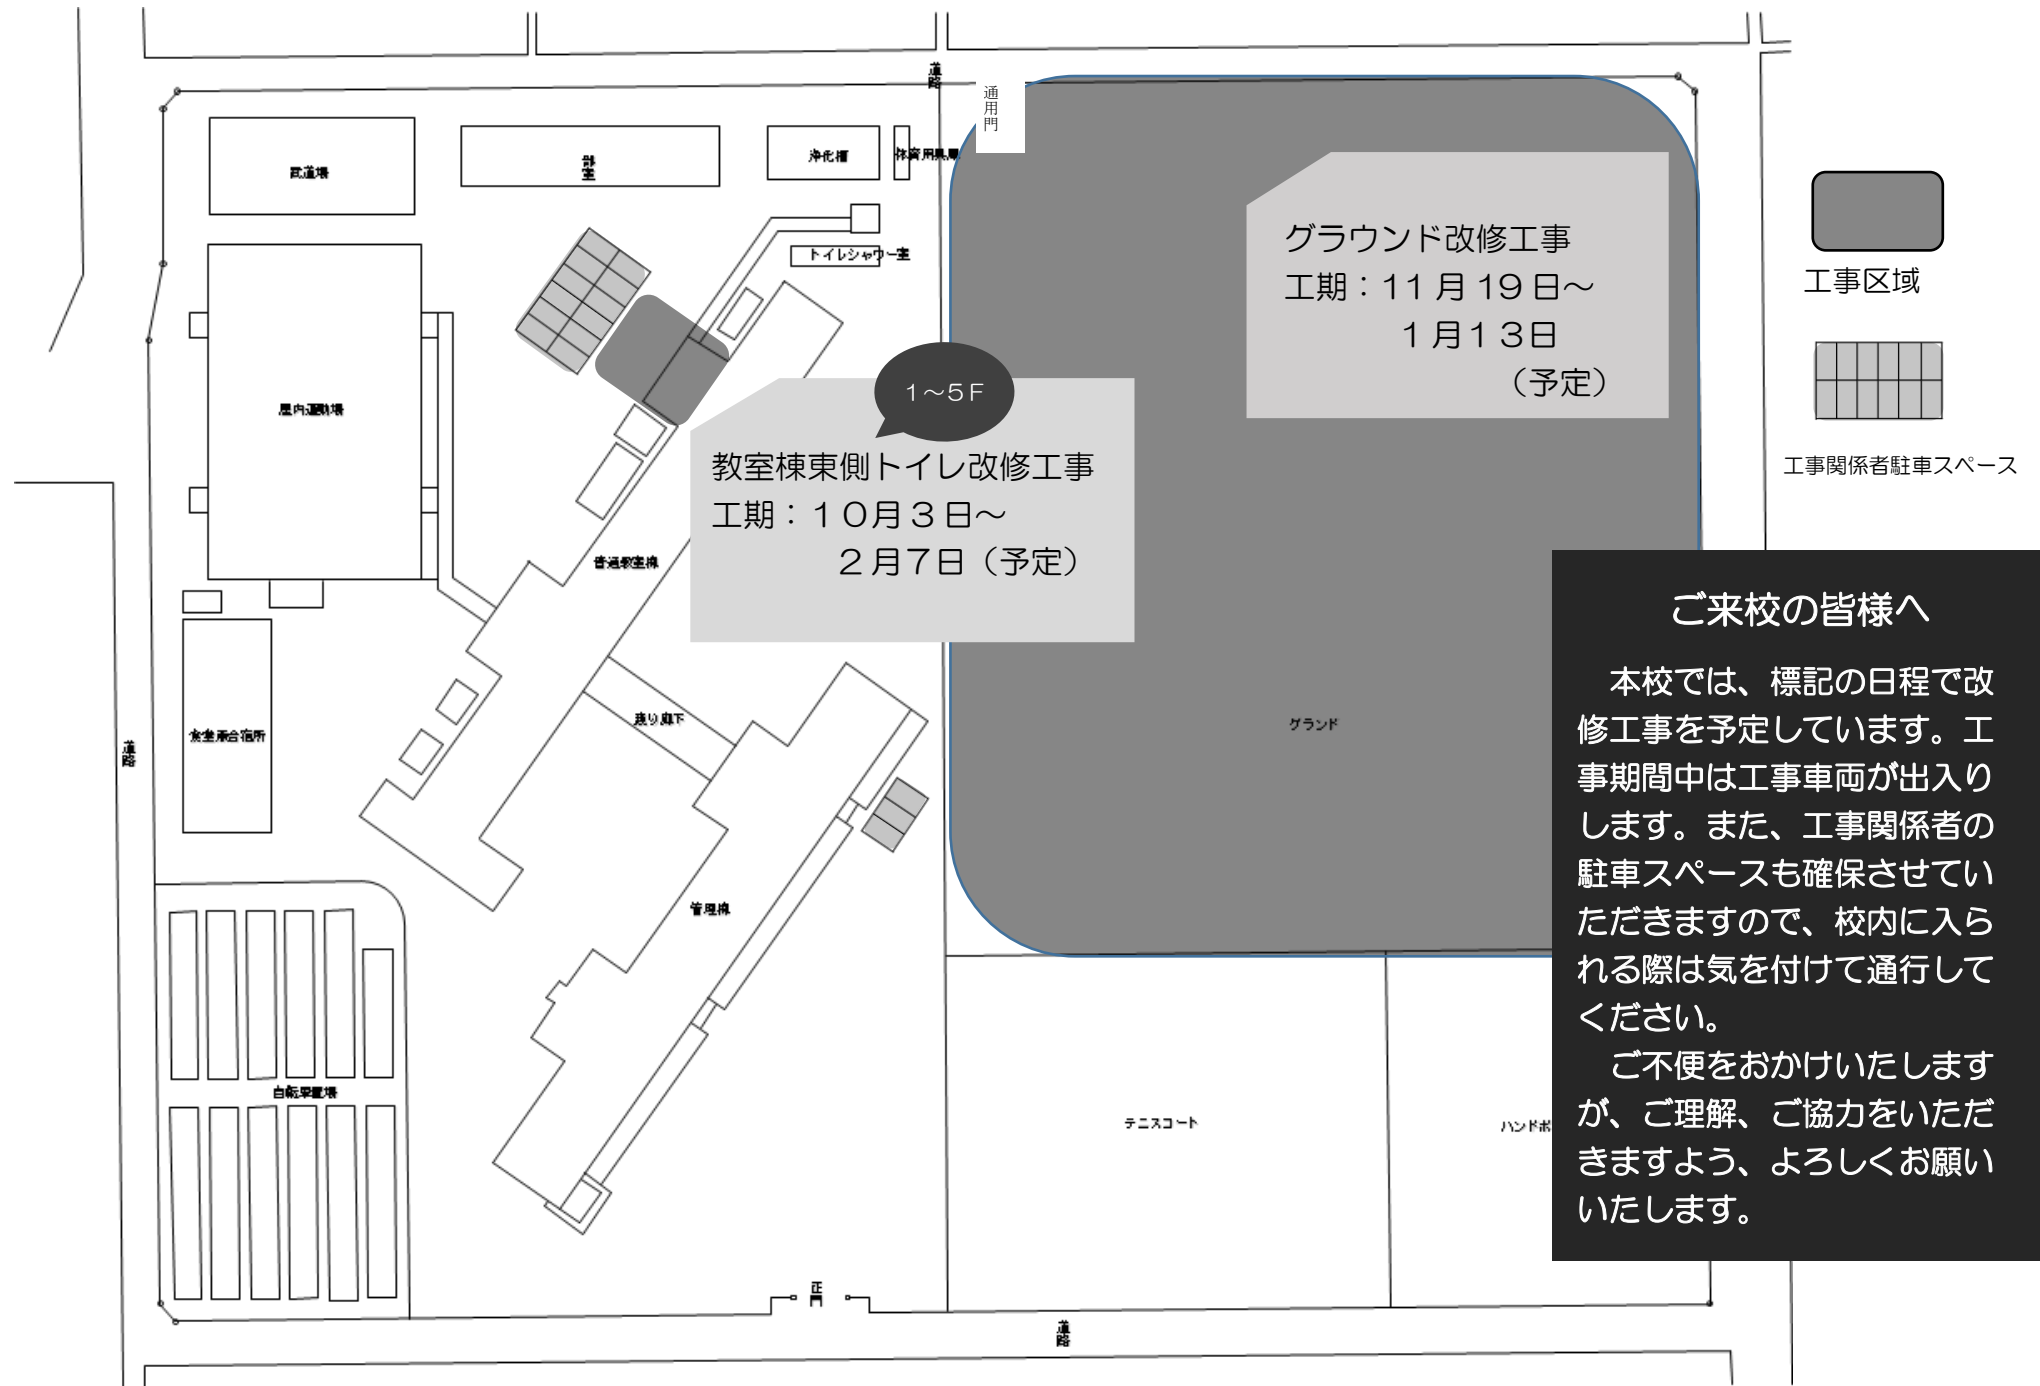 道路
通用門
武道場
部室
浄化槽
体育用具庫
トイレシャワー室
グラウンド改修工事
工期：11月19日～
1月13日
（予定）
工事区域
工事関係者駐車スペース
1～5F
教室棟東側トイレ改修工事
工期：10月3日～
2月7日（予定）
屋内運動場
普通教室棟
渡り廊下
グランド
道路
食堂兼合宿所
管理棟
自転車置場
テニスコート
ハンドボ
正門
道路
ご来校の皆様へ
本校では、標記の日程で改
修工事を予定しています。工
事期間中は工事車両が出入り
します。また、工事関係者の
駐車スペースも確保させてい
ただきますので、校内に入ら
れる際は気を付けて通行して
ください。
ご不便をおかけいたします
が、ご理解、ご協力をいただ
きますよう、よろしくお願い
いたします。